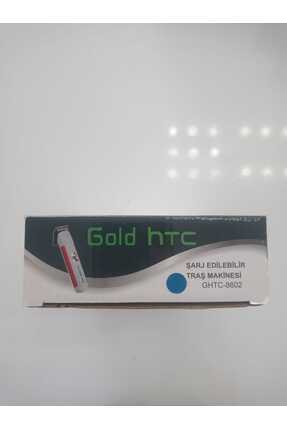 Gold hTC
ŞARJ EDİLEBİLİR
TRAŞ MAKİNESİ
GHTC-8602